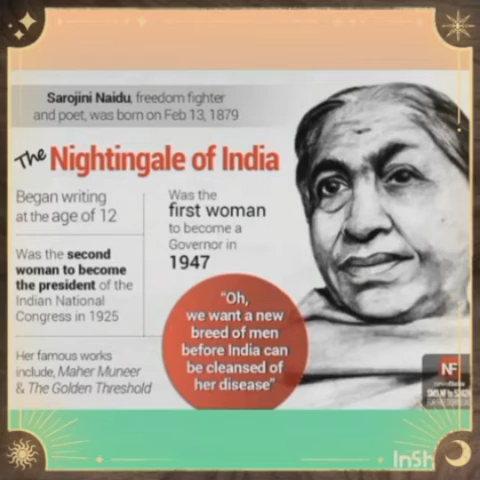 Sarojini Naidu, freedom fighter
and poet, was born on Feb 13, 1879
The Nightingale of India
Began writing
at the age of 12
Was the second
woman to become
the president of the
Indian National
Congress in 1925
Her famous works
include, Maher Muneer
& The Golden Threshold
Was the
first woman
to become a
Governor in
1947
"Oh,
we want a new
breed of men
before India can
be cleansed of
her disease"
NF
InSh